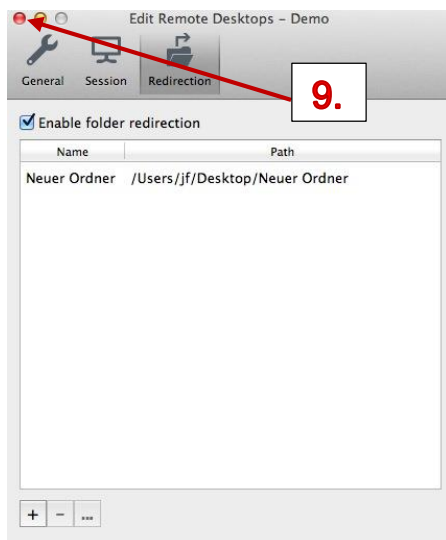 Edit Remote Desktops – Demo
General Session Redirection
9.
Enable folder redirection
Name Path
Neuer Ordner /Users/jf/Desktop/Neuer Ordner
+ − ...